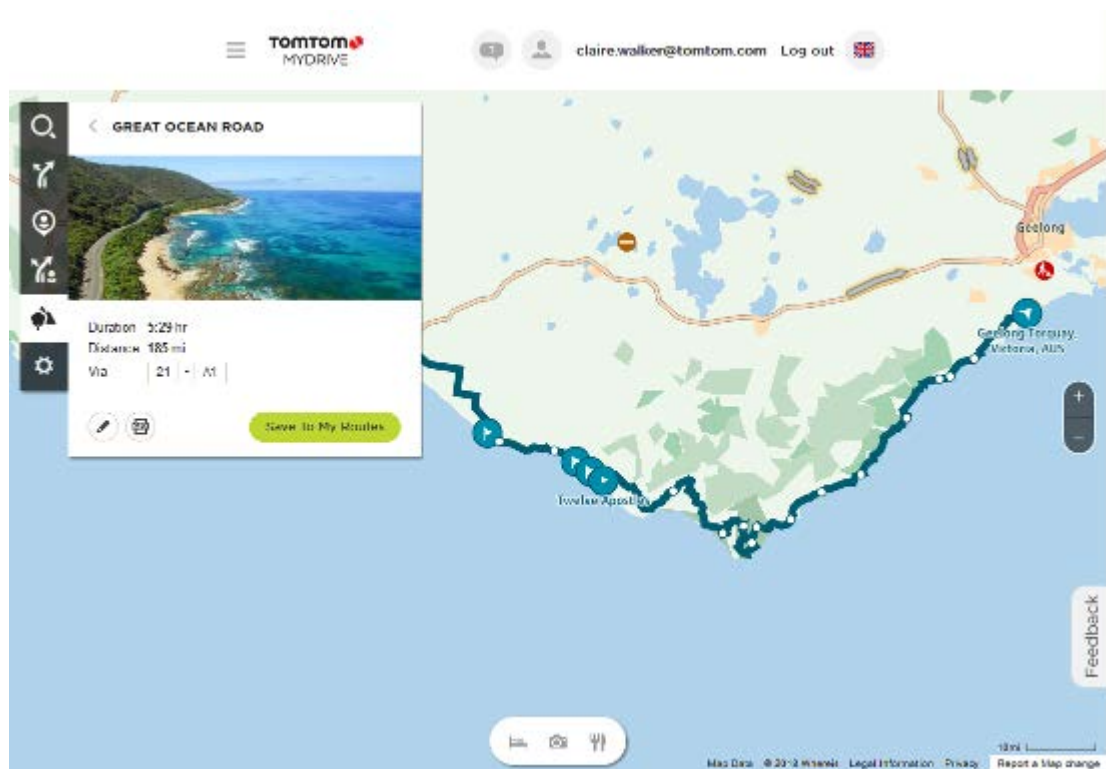 TOMTOM
MYDRIVE
claire.walker@tomtom.com Log out
GREAT OCEAN ROAD
Duration 5:29 hr
Distance 185 mi
Via 21 - A1
Save To My Routes
Geelong
Geelong Torquay,
Victoria, AUS
Twelve Apostles
+
-
Feedback
10mi
Map Data © 2018 Whereis Legal Information Privacy Report a Map change